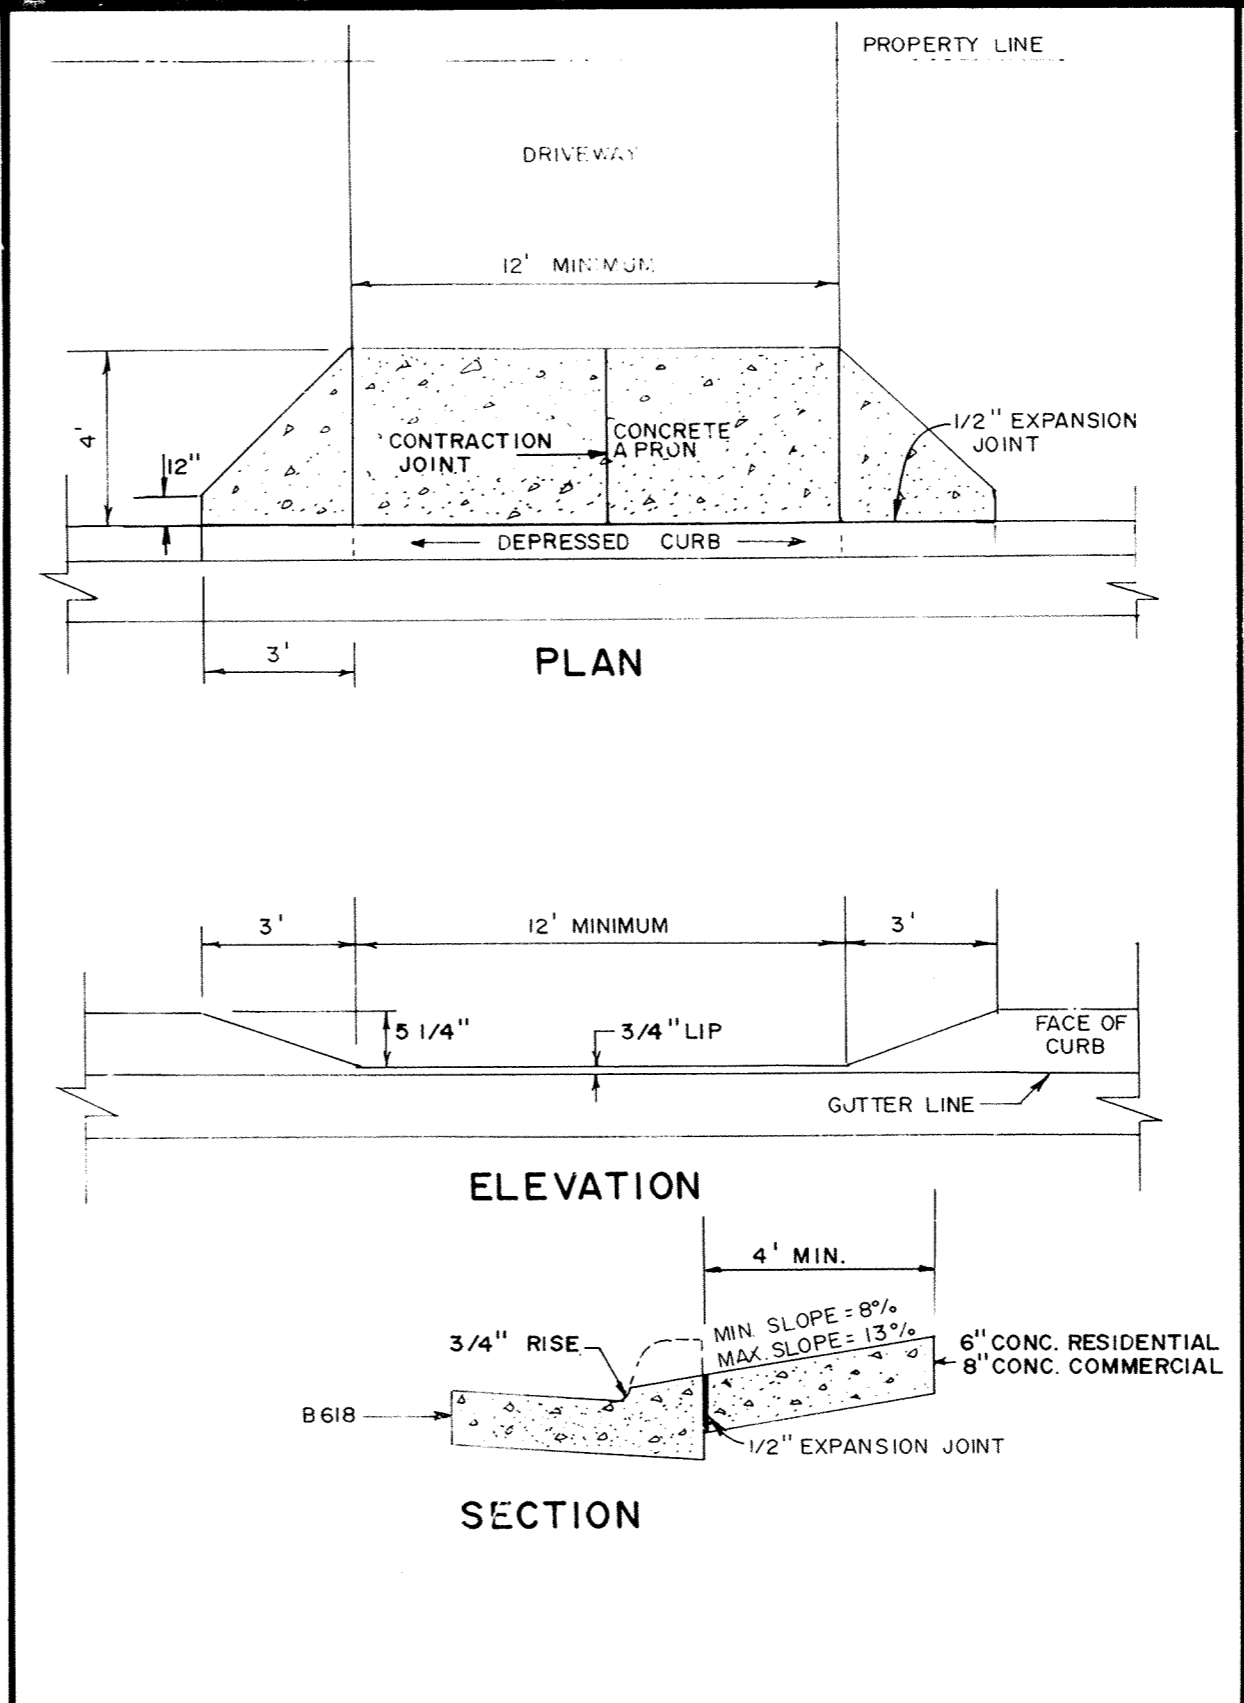 PROPERTY LINE
DRIVEWAY
12' MINIMUM
4'
12"
CONTRACTION
JOINT
CONCRETE
APRON
1/2" EXPANSION
JOINT
DEPRESSED CURB
3'
PLAN
3'
12' MINIMUM
3'
5 1/4"
3/4" LIP
FACE OF
CURB
GUTTER LINE
ELEVATION
4' MIN.
MIN. SLOPE = 8%
MAX. SLOPE = 13%
3/4" RISE
6" CONC. RESIDENTIAL
8" CONC. COMMERCIAL
B618
1/2" EXPANSION JOINT
SECTION